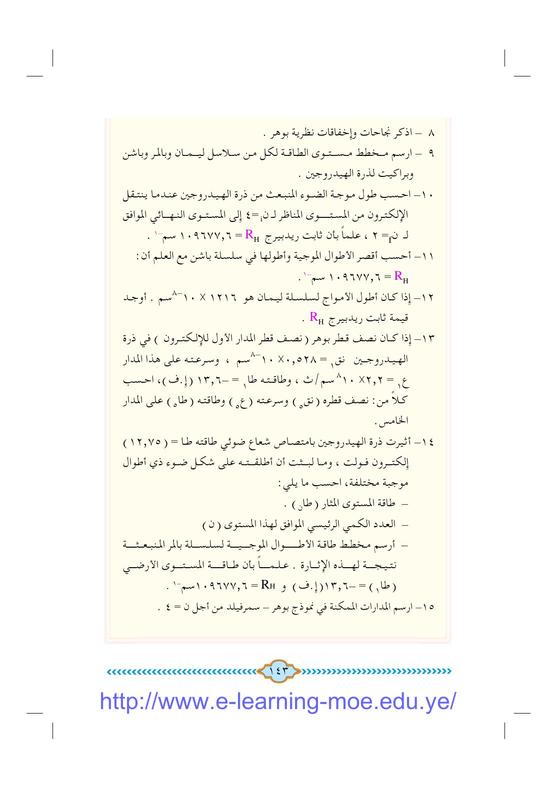 ٨ – اذكر نجاحات وإخفاقات نظرية بوهر .
٩ – ارسم مخطط مستوى الطاقة لكل من سلاسل ليمان وبالمر وباشن
وبراكيت لذرة الهيدروجين .
١٠– احسب طول موجة الضوء المنبعث من ذرة الهيدروجين عندما ينتقل
الإلكترون من المستوى المناظر لـ نi=٤ إلى المستوى النهائي الموافق
لـ نf= ٢ ، علماً بأن ثابت ريدبيرج RH = ١٠٩٦٧٧,٦ سم⁻¹ .
١١– أحسب أقصر الأطوال الموجية وأطولها في سلسلة باشن مع العلم أن :
RH = ١٠٩٦٧٧,٦ سم⁻¹.
١٢– إذا كان أطول الأمواج لسلسلة ليمان هو ١٢١٦ × ١٠⁻⁸سم . أوجد
قيمة ثابت ريدبيرج RH .
١٣– إذا كان نصف قطر بوهر ( نصف قطر المدار الأول للإلكترون ) في ذرة
الهيدروجين نق١ = ٠,٥٢٨× ١٠⁻⁸سم ، وسرعته على هذا المدار
ع١ = ٢,٢× ١٠⁸ سم/ث ، وطاقته طا١ = –١٣,٦ (إ.ف)، احسب
كلاً من : نصف قطره (نق٥) وسرعته (ع٥) وطاقته (طا٥) على المدار
الخامس.
١٤– أثيرت ذرة الهيدروجين بامتصاص شعاع ضوئي طاقته طا = ( ١٢,٧٥ )
إلكترون فولت ، وما لبثت أن أطلقته على شكل ضوء ذي أطوال
موجية مختلفة، احسب ما يلي :
– طاقة المستوى المثار ( طان ) .
– العدد الكمي الرئيسي الموافق لهذا المستوى ( ن )
– أرسم مخطط طاقة الأطوال الموجية لسلسلة بالمر المنبعثة
نتيجة لهذه الإثارة . علماً بأن طاقة المستوى الأرضي
( طا١ ) = –١٣,٦(إ.ف) و RH = ١٠٩٦٧٧,٦سم⁻¹ .
١٥– ارسم المدارات الممكنة في نموذج بوهر – سمرفيلد من أجل ن = ٤ .
١٤٣
http://www.e-learning-moe.edu.ye/